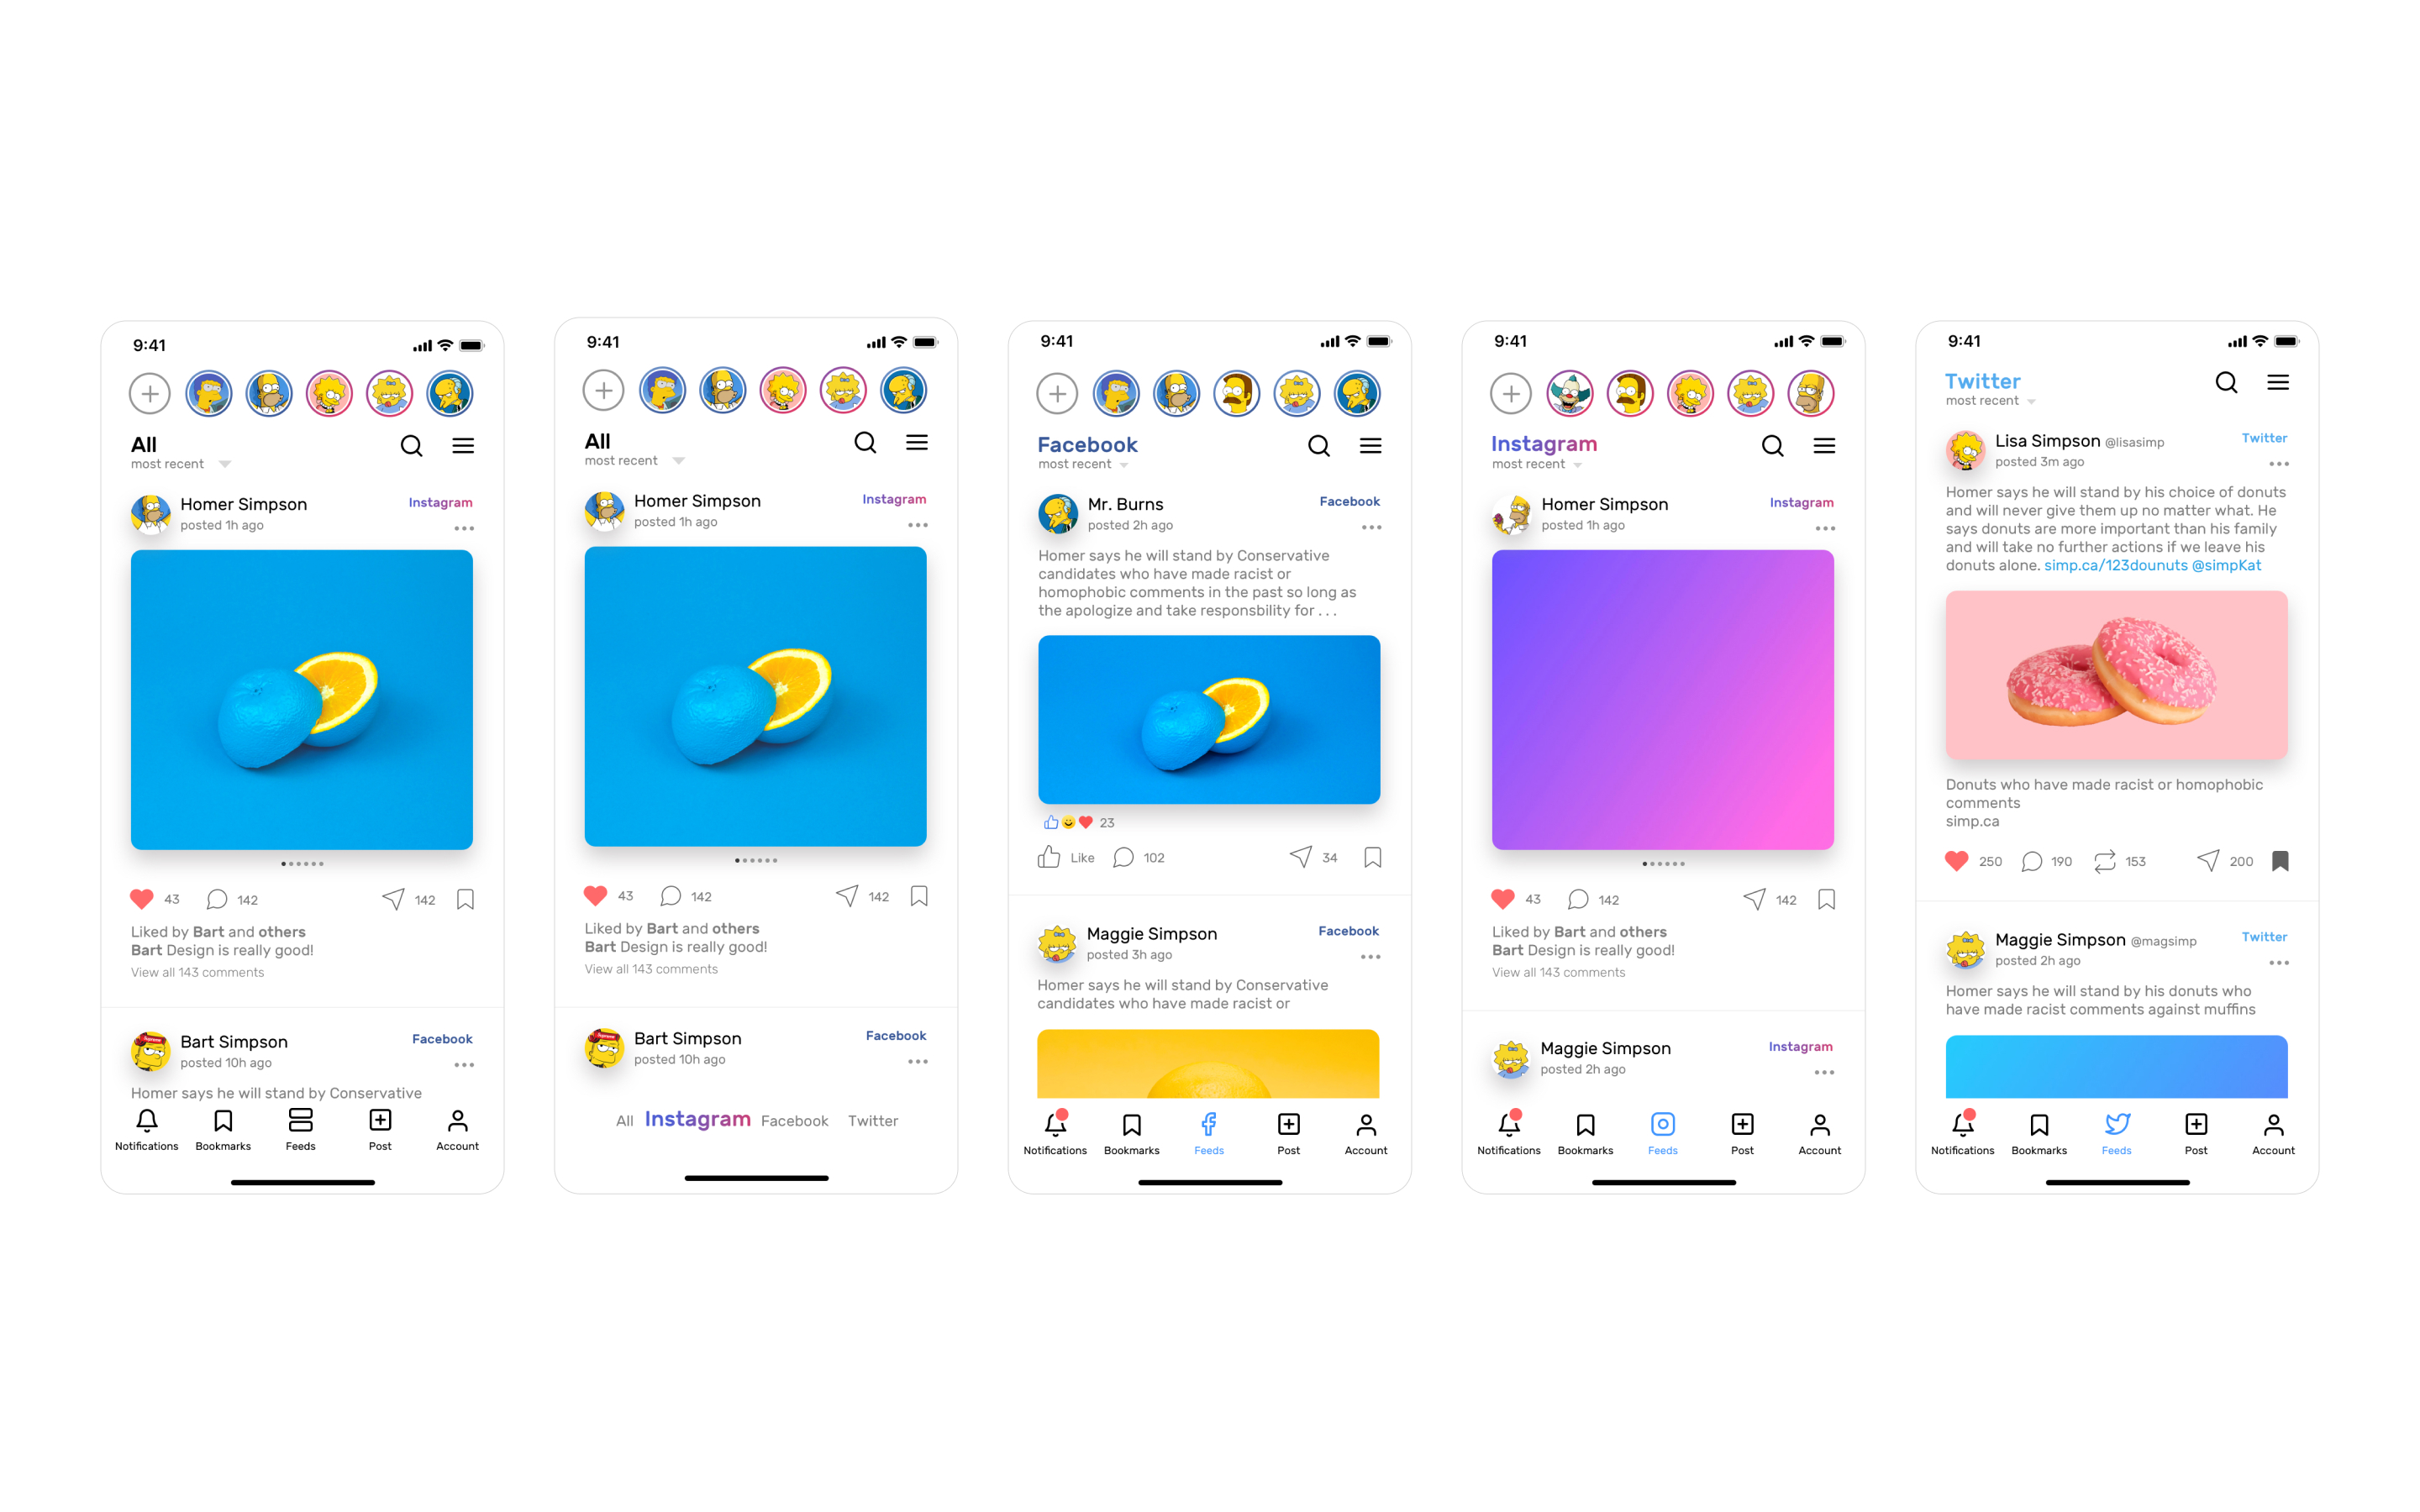 9:41
All
most recent
Homer Simpson
Instagram
posted 1h ago
43
142
142
Liked by Bart and others
Bart Design is really good!
View all 143 comments
Bart Simpson
Facebook
posted 10h ago
Homer says he will stand by Conservative
Notifications
Bookmarks
Feeds
Post
Account
9:41
All
most recent
Homer Simpson
Instagram
posted 1h ago
43
142
142
Liked by Bart and others
Bart Design is really good!
View all 143 comments
Bart Simpson
Facebook
posted 10h ago
All Instagram Facebook Twitter
9:41
Facebook
most recent
Mr. Burns
Facebook
posted 2h ago
Homer says he will stand by Conservative
candidates who have made racist or
homophobic comments in the past so long as
the apologize and take responsbility for . . .
23
Like
102
34
Maggie Simpson
Facebook
posted 3h ago
Homer says he will stand by Conservative
candidates who have made racist or
Notifications
Bookmarks
Feeds
Post
Account
9:41
Instagram
most recent
Homer Simpson
Instagram
posted 1h ago
43
142
142
Liked by Bart and others
Bart Design is really good!
View all 143 comments
Maggie Simpson
Instagram
posted 2h ago
Notifications
Bookmarks
Feeds
Post
Account
9:41
Twitter
most recent
Lisa Simpson @lisasimp
Twitter
posted 3m ago
Homer says he will stand by his choice of donuts
and will never give them up no matter what. He
says donuts are more important than his family
and will take no further actions if we leave his
donuts alone. simp.ca/123dounuts @simpKat
Donuts who have made racist or homophobic
comments
simp.ca
250
190
153
200
Maggie Simpson @magsimp
Twitter
posted 2h ago
Homer says he will stand by his donuts who
have made racist comments against muffins
Notifications
Bookmarks
Feeds
Post
Account